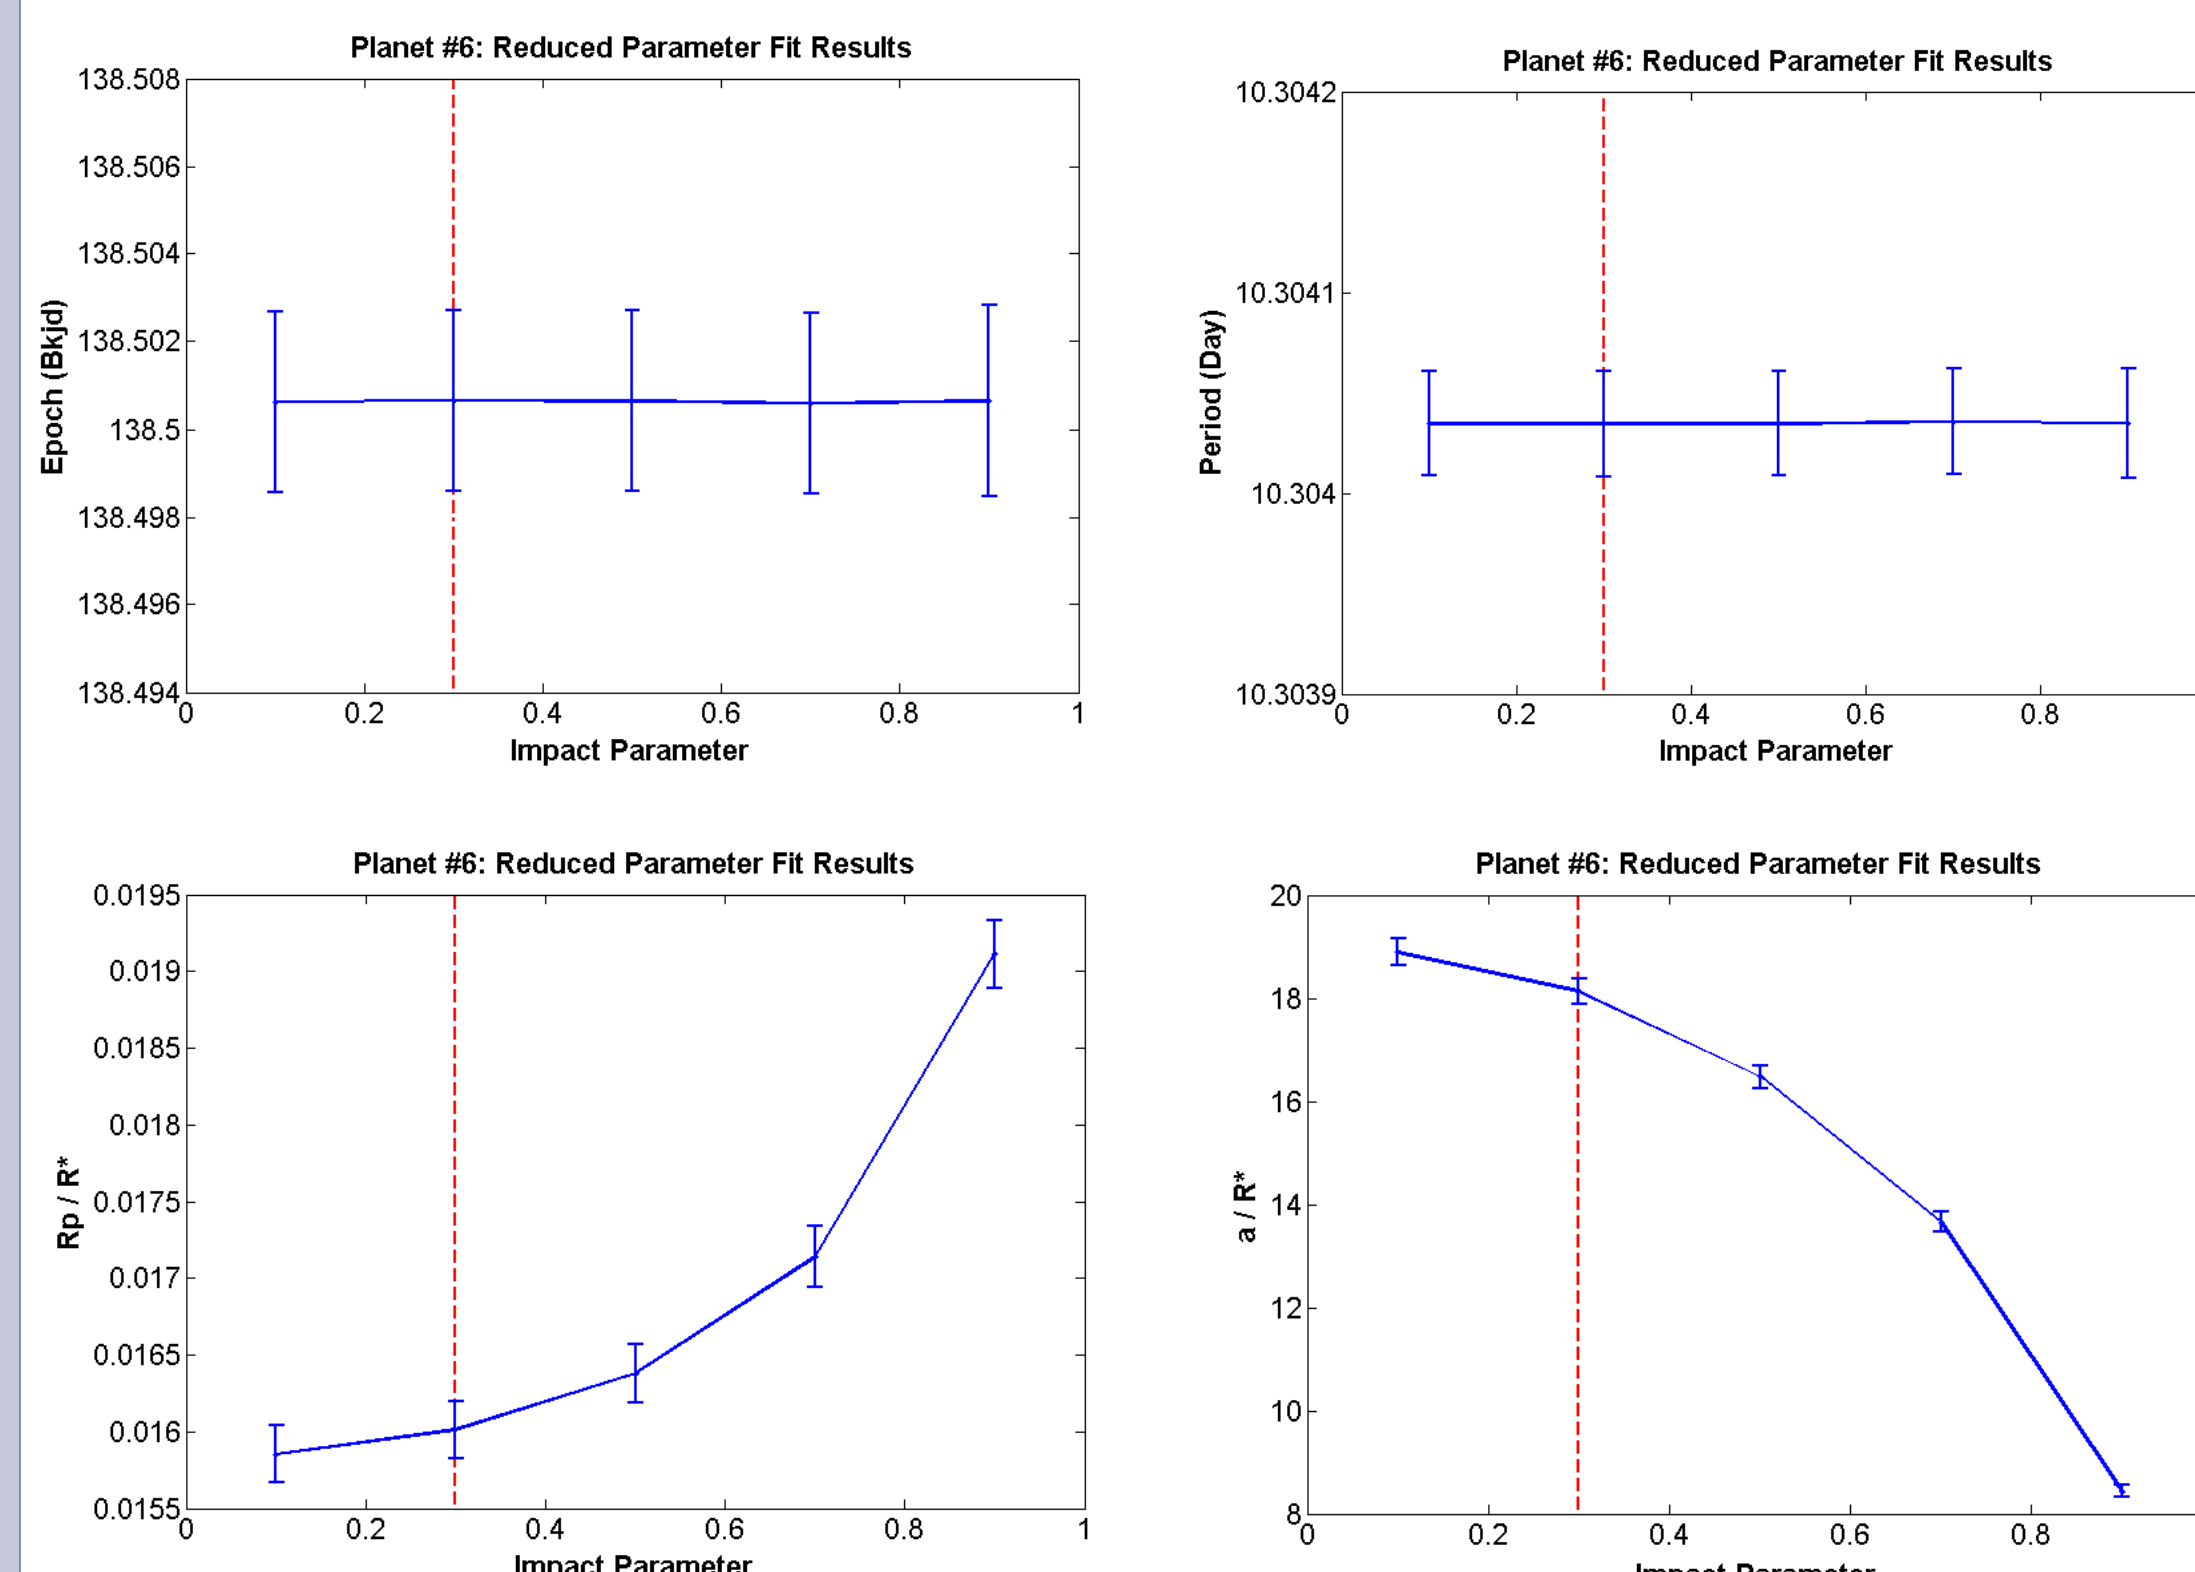 Planet #6: Reduced Parameter Fit Results
138.508
138.506
138.504
138.502
138.5
138.498
138.496
138.494
Epoch (Bkjd)
0 0.2 0.4 0.6 0.8 1
Impact Parameter
Planet #6: Reduced Parameter Fit Results
10.3042
10.3041
10.304
10.3039
Period (Day)
0 0.2 0.4 0.6 0.8
Impact Parameter
Planet #6: Reduced Parameter Fit Results
0.0195
0.019
0.0185
0.018
0.0175
0.017
0.0165
0.016
0.0155
Rp / R*
0 0.2 0.4 0.6 0.8 1
Impact Parameter
Planet #6: Reduced Parameter Fit Results
20
18
16
14
12
10
8
a / R*
0 0.2 0.4 0.6 0.8
Impact Parameter